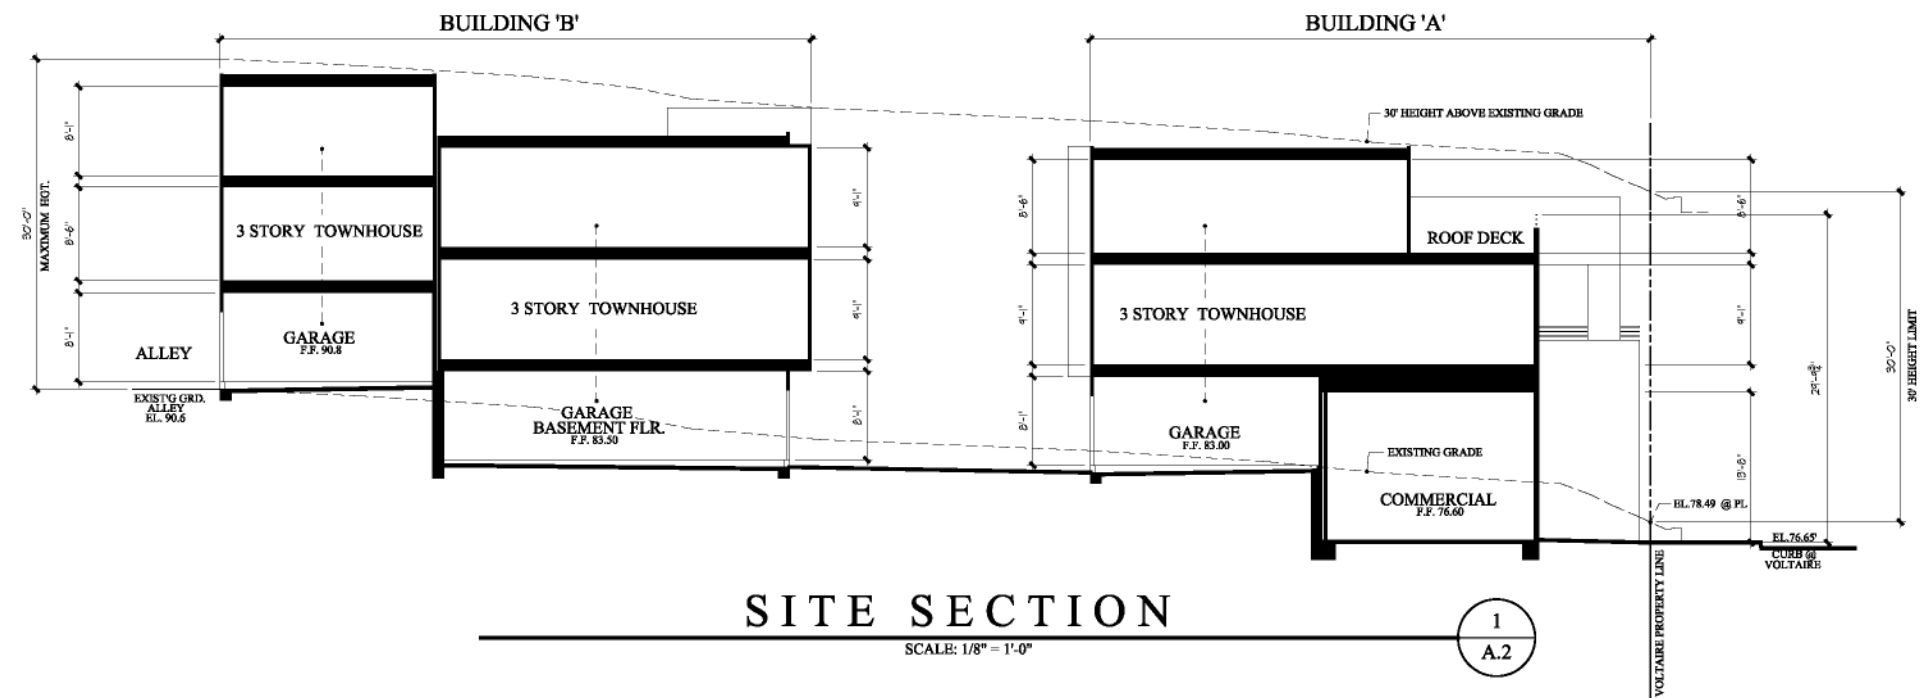 BUILDING 'B'
BUILDING 'A'
30' HEIGHT ABOVE EXISTING GRADE
8'-1"
30'-0"
MAXIMUM HGT.
8'-6"
8'-1"
3 STORY TOWNHOUSE
GARAGE
F.F. 90.8
ALLEY
EXIST'G GRD.
ALLEY
EL. 90.6
3 STORY TOWNHOUSE
GARAGE
BASEMENT FLR.
F.F. 83.50
9'-1"
9'-1"
8'-1"
8'-6"
9'-1"
8'-1"
ROOF DECK
3 STORY TOWNHOUSE
GARAGE
F.F. 83.00
EXISTING GRADE
COMMERCIAL
F.F. 76.60
8'-6"
9'-1"
13'-8"
30'-0"
30' HEIGHT LIMIT
EL.78.49 @ PL
EL.76.65'
CURB @
VOLTAIRE
VOLTAIRE PROPERTY LINE
SITE SECTION
SCALE: 1/8" = 1'-0"
1
A.2